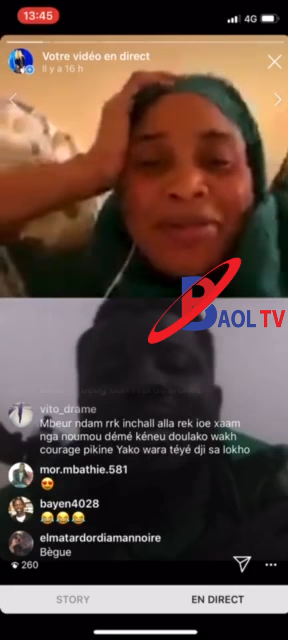 13:45
4G
Votre vidéo en direct
Il y a 16 h
BAOL TV
vito_drame
Mbeur ndam rrk inchall alla rek ioe xaam
nga noumou démé kéneu doulako wakh
courage pikine Yako wara téyé dji sa lokho
mor.mbathie.581
😍
bayen4028
😂😂😂
elmatardordiamannoire
Bègue
260
STORY
EN DIRECT